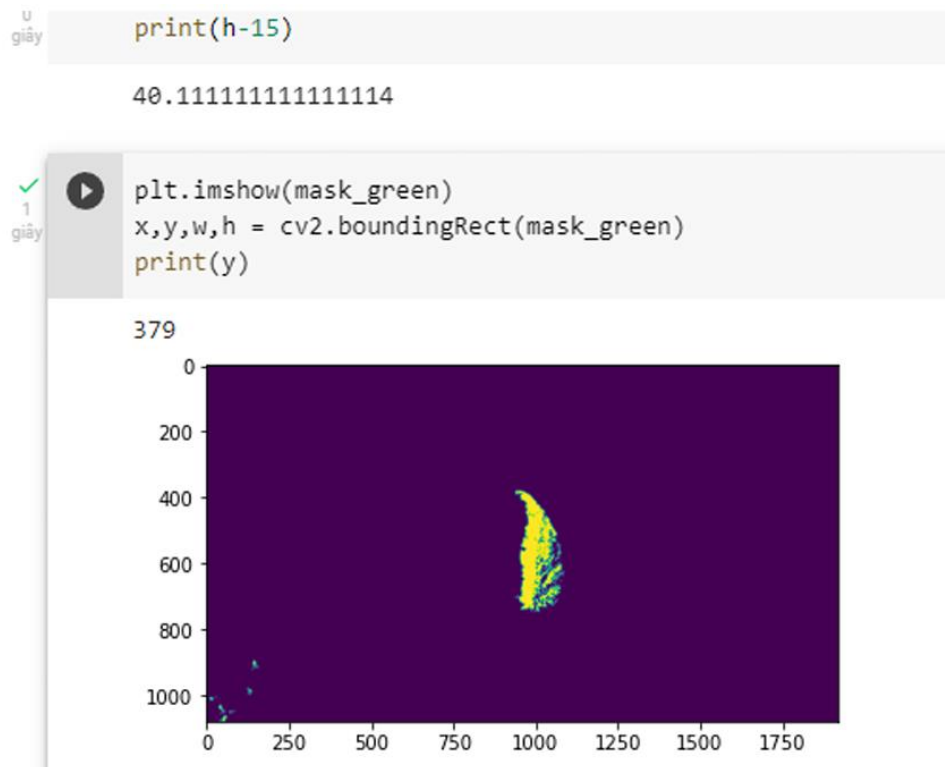 giây
print(h-15)
40.111111111111114
1
giây
plt.imshow(mask_green)
x,y,w,h = cv2.boundingRect(mask_green)
print(y)
379
0
200
400
600
800
1000
0 250 500 750 1000 1250 1500 1750